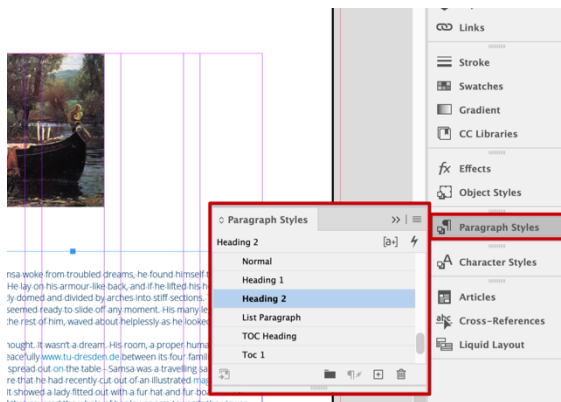 Links
Stroke
Swatches
Gradient
CC Libraries
fx Effects
Object Styles
Paragraph Styles
Character Styles
Articles
Cross-References
Liquid Layout
Paragraph Styles
Heading 2 [a+]
Normal
Heading 1
Heading 2
List Paragraph
TOC Heading
Toc 1
nsa woke from troubled dreams, he found himself t
He lay on his armour-like back, and if he lifted his h
tly domed and divided by arches into stiff sections.
seemed ready to slide off any moment. His many le
the rest of him, waved about helplessly as he looked
hought. It wasn't a dream. His room, a proper huma
eacefully www.tu-dresden.de between its four famil
spread out on the table - Samsa was a travelling sa
re that he had recently cut out of an illustrated mag
It showed a lady fitted out with a fur hat and fur boa